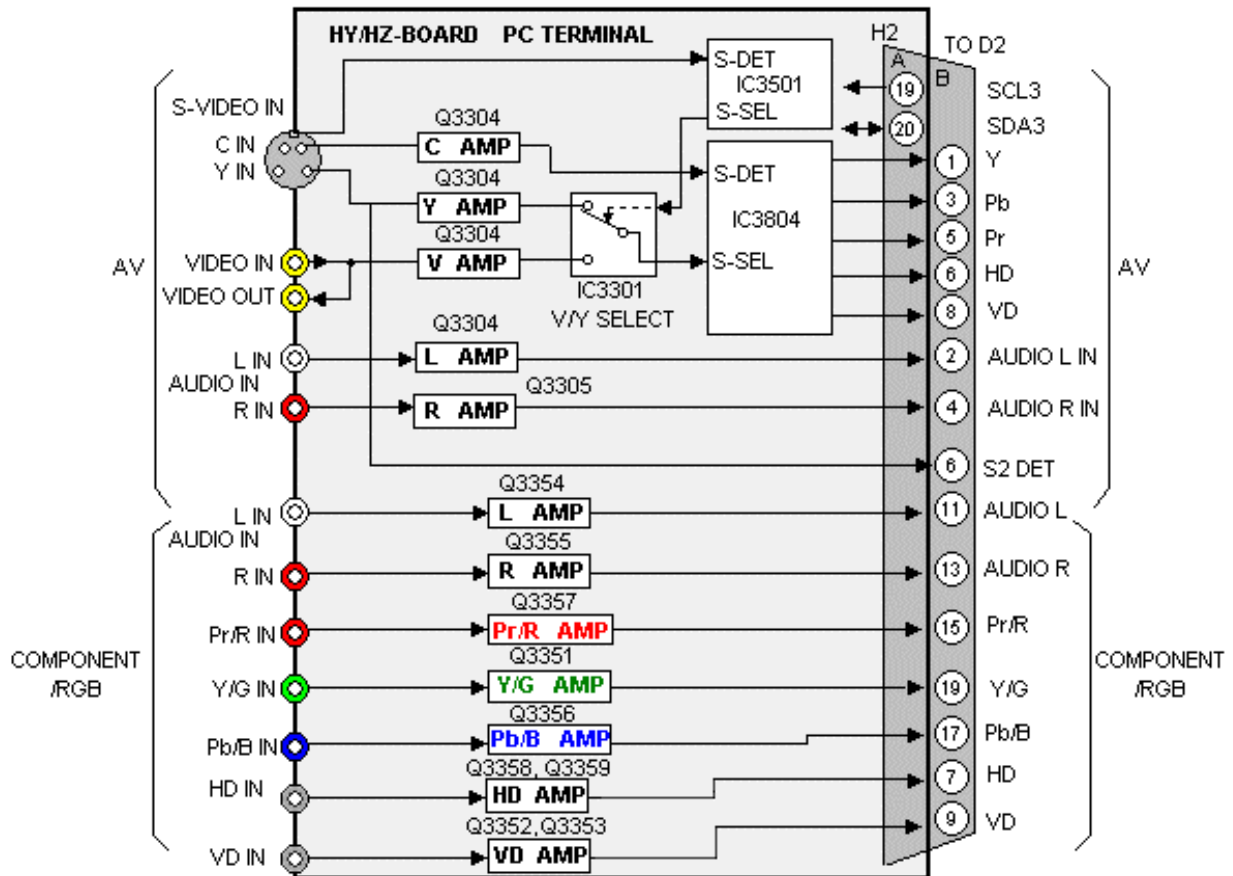 HY/HZ-BOARD PC TERMINAL
H2
TO D2
A
B
S-DET
IC3501
S-SEL
19
SCL3
20
SDA3
S-VIDEO IN
C IN
Y IN
Q3304
C AMP
Q3304
Y AMP
Q3304
V AMP
S-DET
IC3804
S-SEL
1
Y
3
Pb
5
Pr
6
HD
8
VD
AV
VIDEO IN
VIDEO OUT
IC3301
V/Y SELECT
AV
L IN
AUDIO IN
R IN
Q3304
L AMP
Q3305
R AMP
2
AUDIO L IN
4
AUDIO R IN
6
S2 DET
L IN
AUDIO IN
R IN
Q3354
L AMP
11
AUDIO L
Q3355
R AMP
13
AUDIO R
Pr/R IN
Q3357
Pr/R AMP
15
Pr/R
COMPONENT
/RGB
Y/G IN
Q3351
Y/G AMP
19
Y/G
COMPONENT
/RGB
Pb/B IN
Q3356
Pb/B AMP
17
Pb/B
HD IN
Q3358, Q3359
HD AMP
7
HD
VD IN
Q3352,Q3353
VD AMP
9
VD